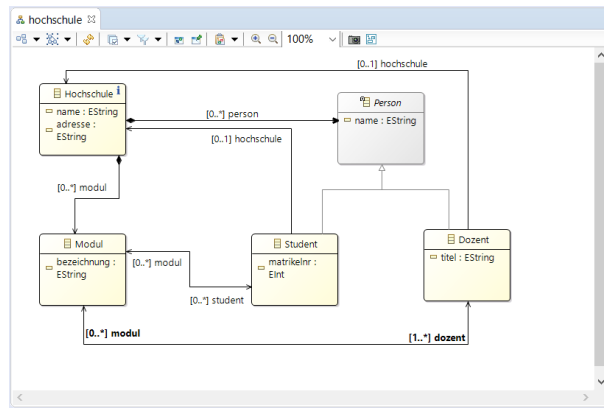 hochschule
100%
[0..1] hochschule
Hochschule
name : EString
adresse :
EString
[0..*] person
Person
name : EString
[0..1] hochschule
[0..*] modul
Modul
bezeichnung :
EString
[0..*] modul
[0..*] student
Student
matrikelnr :
EInt
Dozent
titel : EString
[0..*] modul
[1..*] dozent